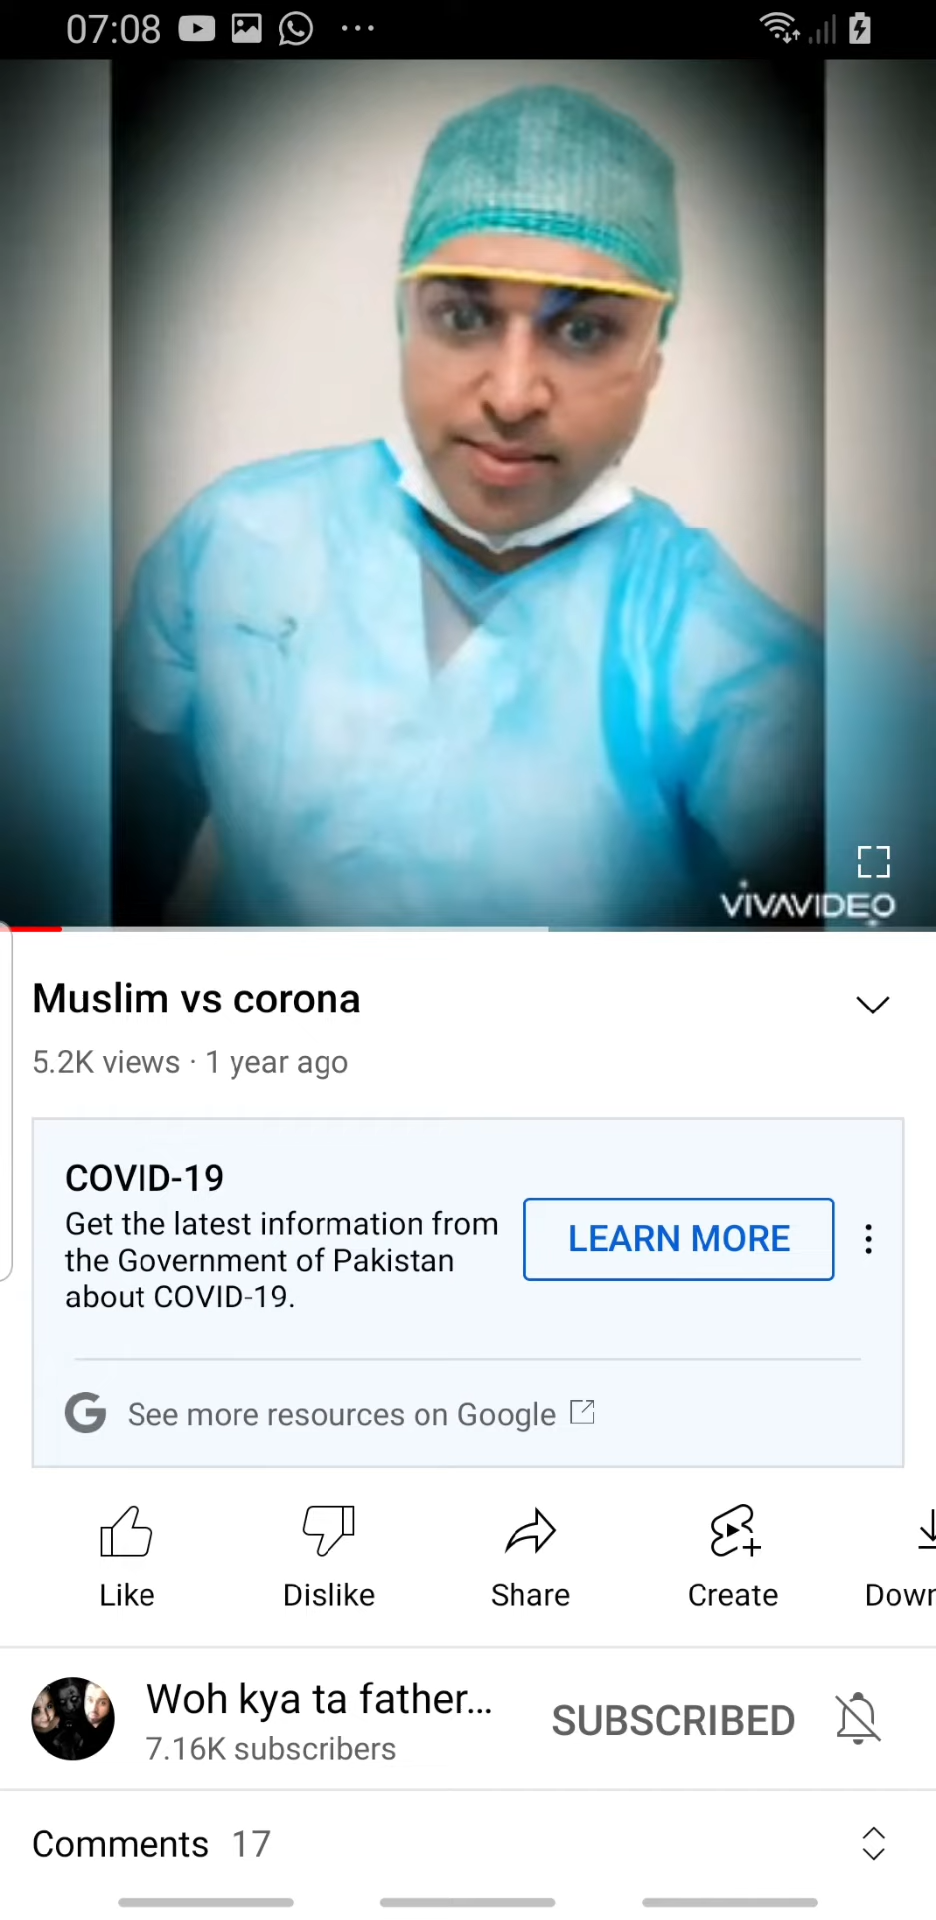 07:08
VIVAVIDEO
Muslim vs corona
5.2K views · 1 year ago
COVID-19
Get the latest information from
the Government of Pakistan
about COVID-19.
LEARN MORE
G See more resources on Google
Like Dislike Share Create Down
Woh kya ta father...
7.16K subscribers
SUBSCRIBED
Comments 17